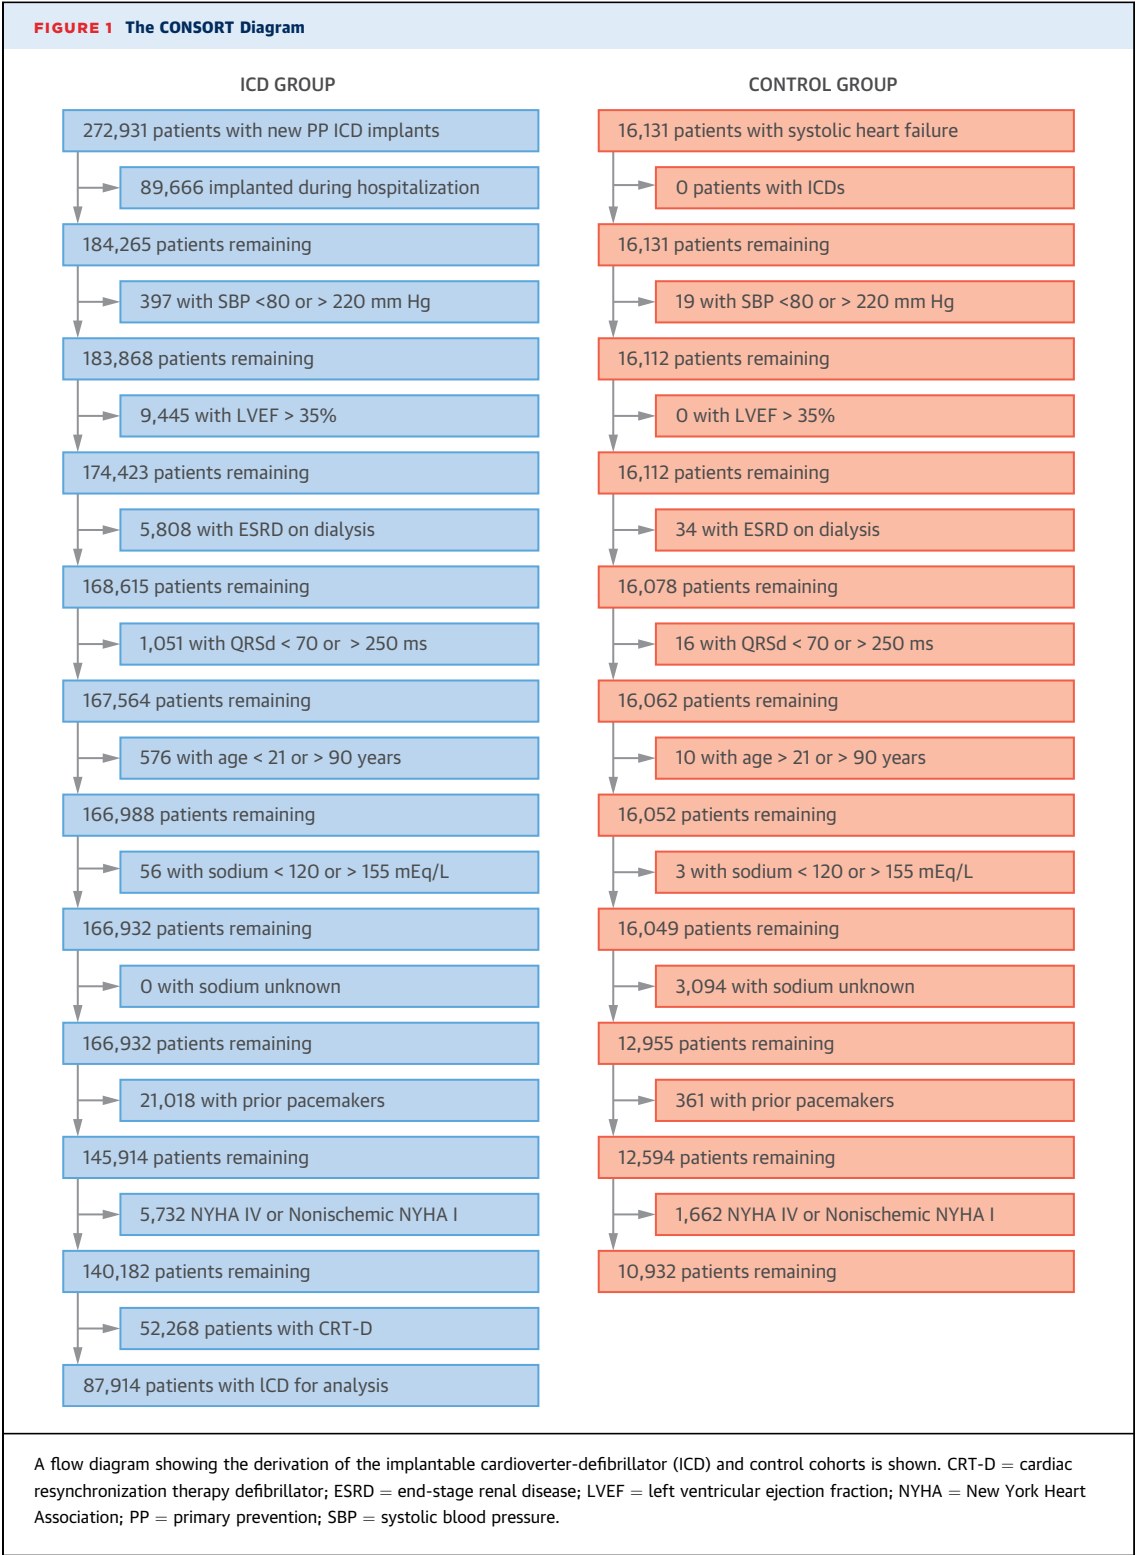 FIGURE 1 The CONSORT Diagram
ICD GROUP
272,931 patients with new PP ICD implants
89,666 implanted during hospitalization
184,265 patients remaining
397 with SBP <80 or > 220 mm Hg
183,868 patients remaining
9,445 with LVEF > 35%
174,423 patients remaining
5,808 with ESRD on dialysis
168,615 patients remaining
1,051 with QRSd < 70 or > 250 ms
167,564 patients remaining
576 with age < 21 or > 90 years
166,988 patients remaining
56 with sodium < 120 or > 155 mEq/L
166,932 patients remaining
0 with sodium unknown
166,932 patients remaining
21,018 with prior pacemakers
145,914 patients remaining
5,732 NYHA IV or Nonischemic NYHA I
140,182 patients remaining
52,268 patients with CRT-D
87,914 patients with ICD for analysis
CONTROL GROUP
16,131 patients with systolic heart failure
0 patients with ICDs
16,131 patients remaining
19 with SBP <80 or > 220 mm Hg
16,112 patients remaining
0 with LVEF > 35%
16,112 patients remaining
34 with ESRD on dialysis
16,078 patients remaining
16 with QRSd < 70 or > 250 ms
16,062 patients remaining
10 with age > 21 or > 90 years
16,052 patients remaining
3 with sodium < 120 or > 155 mEq/L
16,049 patients remaining
3,094 with sodium unknown
12,955 patients remaining
361 with prior pacemakers
12,594 patients remaining
1,662 NYHA IV or Nonischemic NYHA I
10,932 patients remaining
A flow diagram showing the derivation of the implantable cardioverter-defibrillator (ICD) and control cohorts is shown. CRT-D = cardiac
resynchronization therapy defibrillator; ESRD = end-stage renal disease; LVEF = left ventricular ejection fraction; NYHA = New York Heart
Association; PP = primary prevention; SBP = systolic blood pressure.